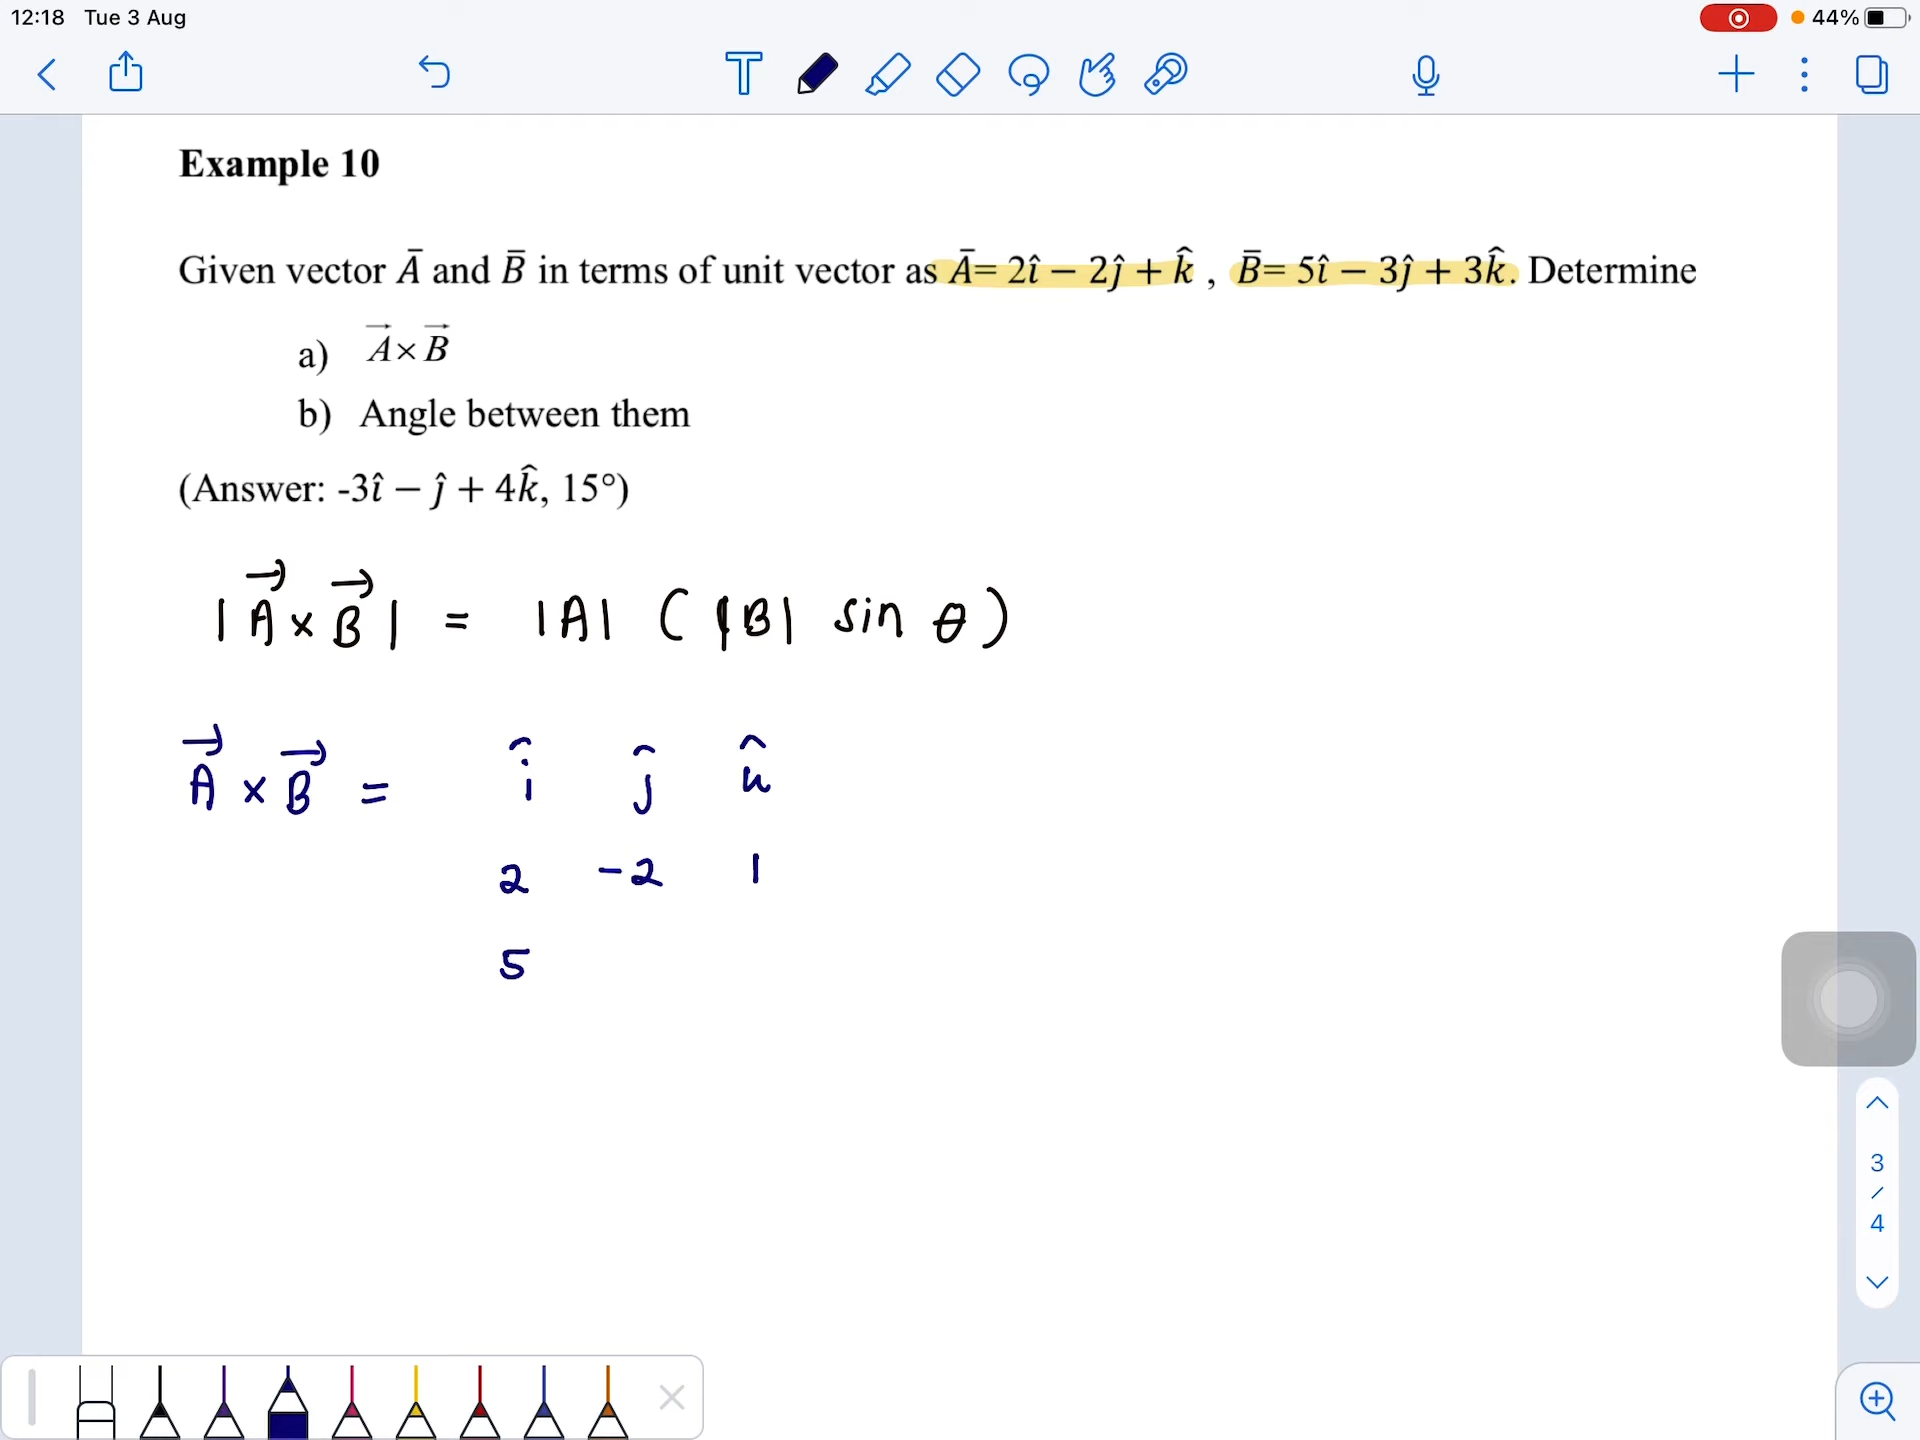 12:18 Tue 3 Aug 44%
Example 10
Given vector Ā and B̄ in terms of unit vector as Ā= 2î − 2ĵ + k̂ , B̄= 5î − 3ĵ + 3k̂. Determine
a) A⃗×B⃗
b) Angle between them
(Answer: -3î − ĵ + 4k̂, 15°)
|A⃗ × B⃗| = |A| (|B| sin θ)
A⃗ × B⃗ = î ĵ k̂
2 -2 1
5
3
/
4